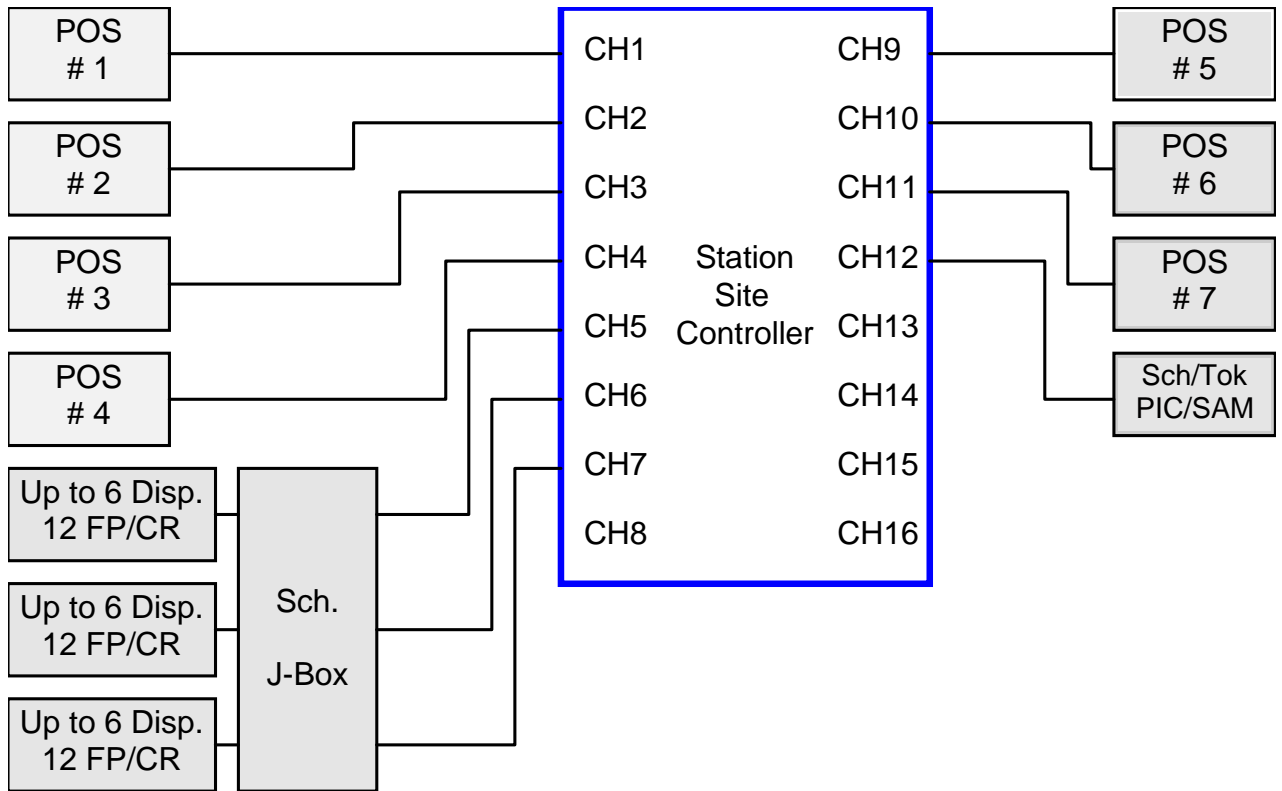 POS
# 1
POS
# 2
POS
# 3
POS
# 4
Up to 6 Disp.
12 FP/CR
Up to 6 Disp.
12 FP/CR
Up to 6 Disp.
12 FP/CR
Sch.
J-Box
CH1
CH2
CH3
CH4
CH5
CH6
CH7
CH8
Station
Site
Controller
CH9
CH10
CH11
CH12
CH13
CH14
CH15
CH16
POS
# 5
POS
# 6
POS
# 7
Sch/Tok
PIC/SAM